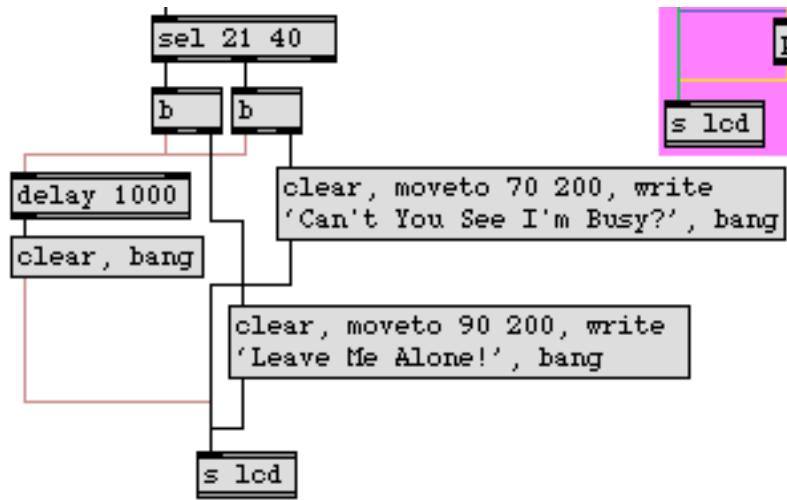 sel 21 40
b
b
s lcd
delay 1000
clear, moveto 70 200, write
‘Can't You See I'm Busy?’, bang
clear, bang
clear, moveto 90 200, write
‘Leave Me Alone!’, bang
s lcd